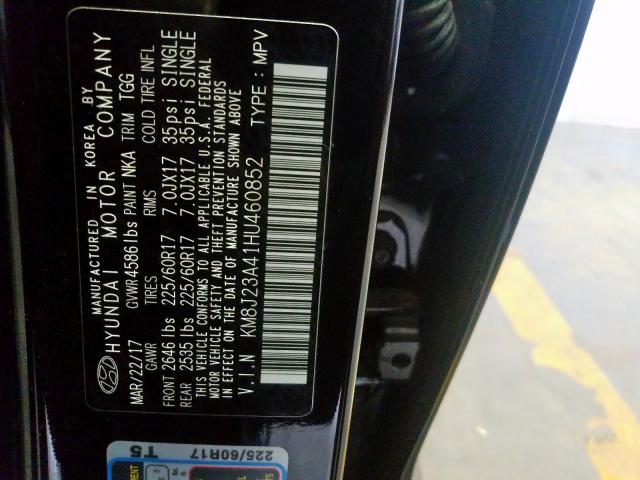 MANUFACTURED IN KOREA BY
HYUNDAI MOTOR COMPANY
MAR/22/17 GVWR 4586 lbs PAINT NKA TRIM TGG
GAWR TIRES RIMS COLD TIRE INFL
FRONT 2646 lbs 225/60R17 7.0JX17 35psi SINGLE
REAR 2535 lbs 225/60R17 7.0JX17 35psi SINGLE
THIS VEHICLE CONFORMS TO ALL APPLICABLE U.S.A. FEDERAL
MOTOR VEHICLE SAFETY AND THEFT PREVENTION STANDARDS
IN EFFECT ON THE DATE OF MANUFACTURE SHOWN ABOVE
V.I.N KM8J23A41HU460852 TYPE : MPV
225/60R17
T5